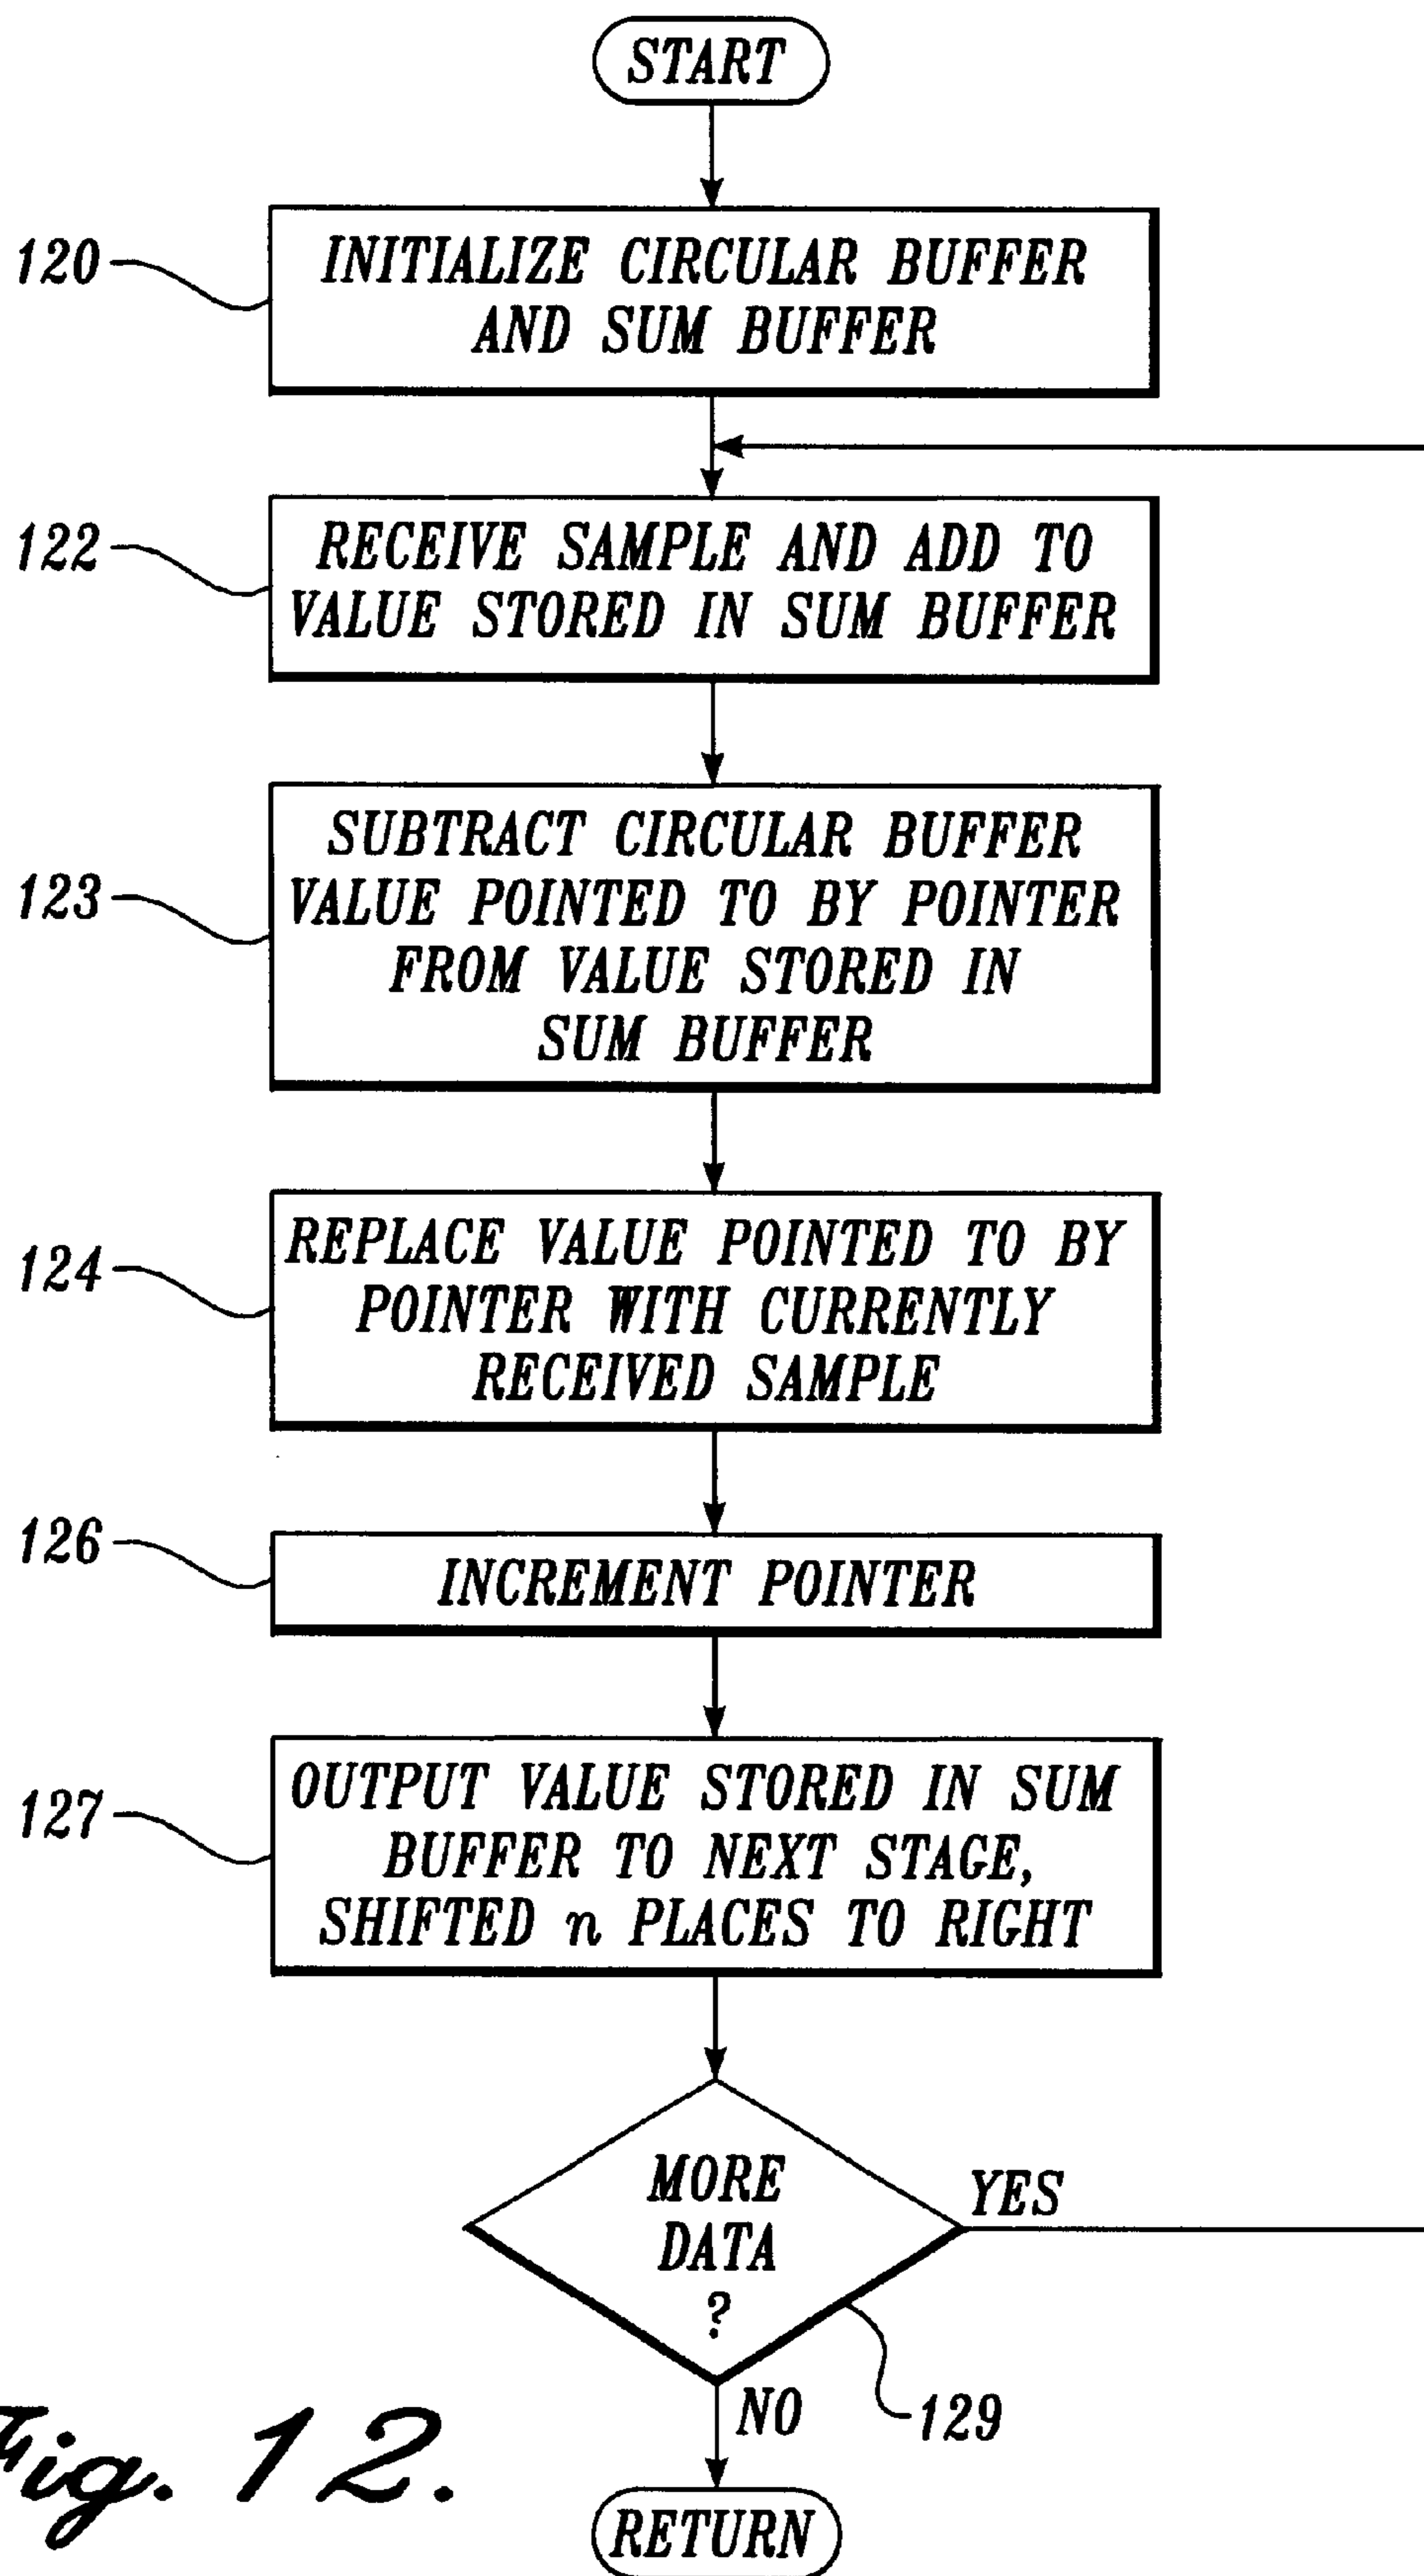 START
120
INITIALIZE CIRCULAR BUFFER
AND SUM BUFFER
122
RECEIVE SAMPLE AND ADD TO
VALUE STORED IN SUM BUFFER
123
SUBTRACT CIRCULAR BUFFER
VALUE POINTED TO BY POINTER
FROM VALUE STORED IN
SUM BUFFER
124
REPLACE VALUE POINTED TO BY
POINTER WITH CURRENTLY
RECEIVED SAMPLE
126
INCREMENT POINTER
127
OUTPUT VALUE STORED IN SUM
BUFFER TO NEXT STAGE,
SHIFTED n PLACES TO RIGHT
MORE
DATA
?
YES
129
NO
RETURN
Fig. 12.